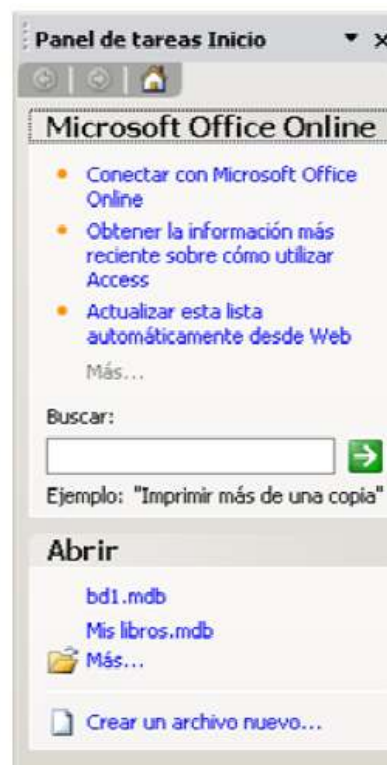 Panel de tareas Inicio
Microsoft Office Online
Conectar con Microsoft Office
Online
Obtener la información más
reciente sobre cómo utilizar
Access
Actualizar esta lista
automáticamente desde Web
Más...
Buscar:
Ejemplo: "Imprimir más de una copia"
Abrir
bd1.mdb
Mis libros.mdb
Más...
Crear un archivo nuevo...